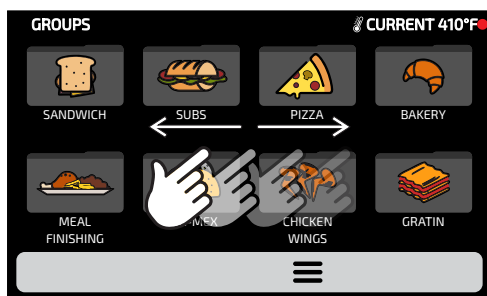 GROUPS CURRENT 410°F
SANDWICH SUBS PIZZA BAKERY
MEAL FINISHING
MEX
CHICKEN WINGS
GRATIN